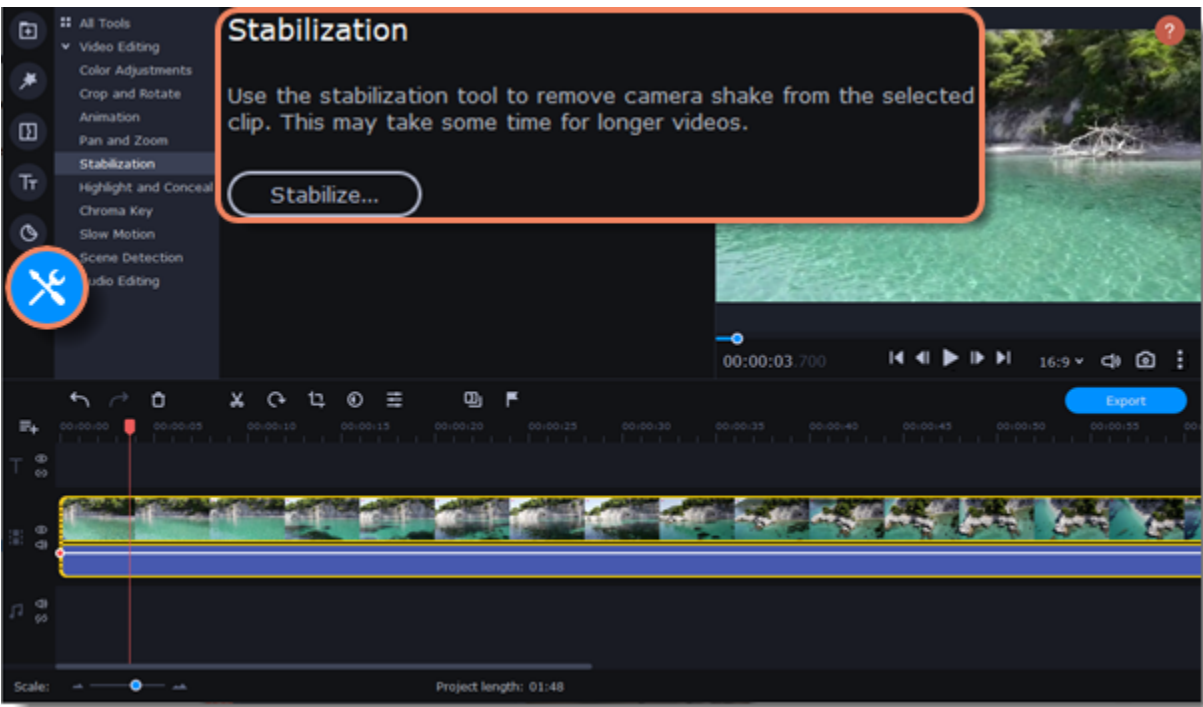 All Tools
Video Editing
Color Adjustments
Crop and Rotate
Animation
Pan and Zoom
Stabilization
Highlight and Conceal
Chroma Key
Slow Motion
Scene Detection
udio Editing
Stabilization
Use the stabilization tool to remove camera shake from the selected
clip. This may take some time for longer videos.
Stabilize...
?
00:00:03.700
16:9
Export
00:00:00 00:00:05 00:00:10 00:00:15 00:00:20 00:00:25 00:00:30 00:00:35 00:00:40 00:00:45 00:00:50 00:00:55 00:
Scale:
Project length: 01:48